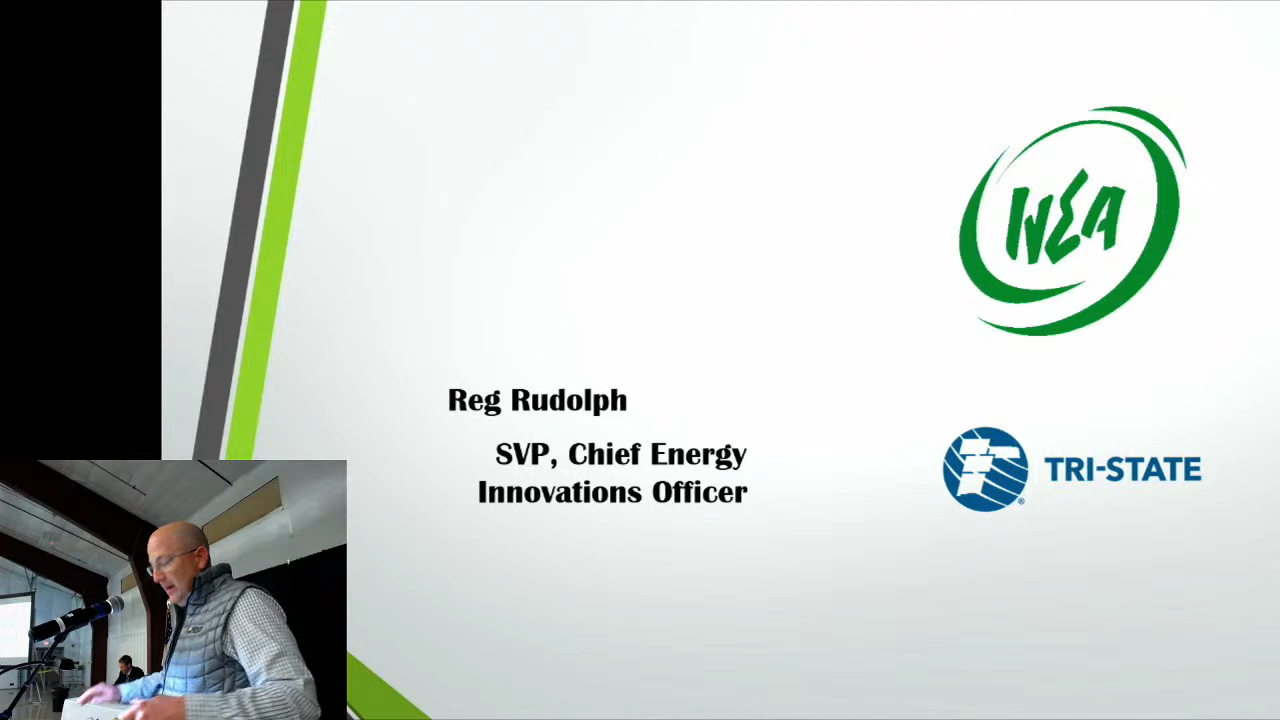 WEA
Reg Rudolph
SVP, Chief Energy
Innovations Officer
TRI-STATE